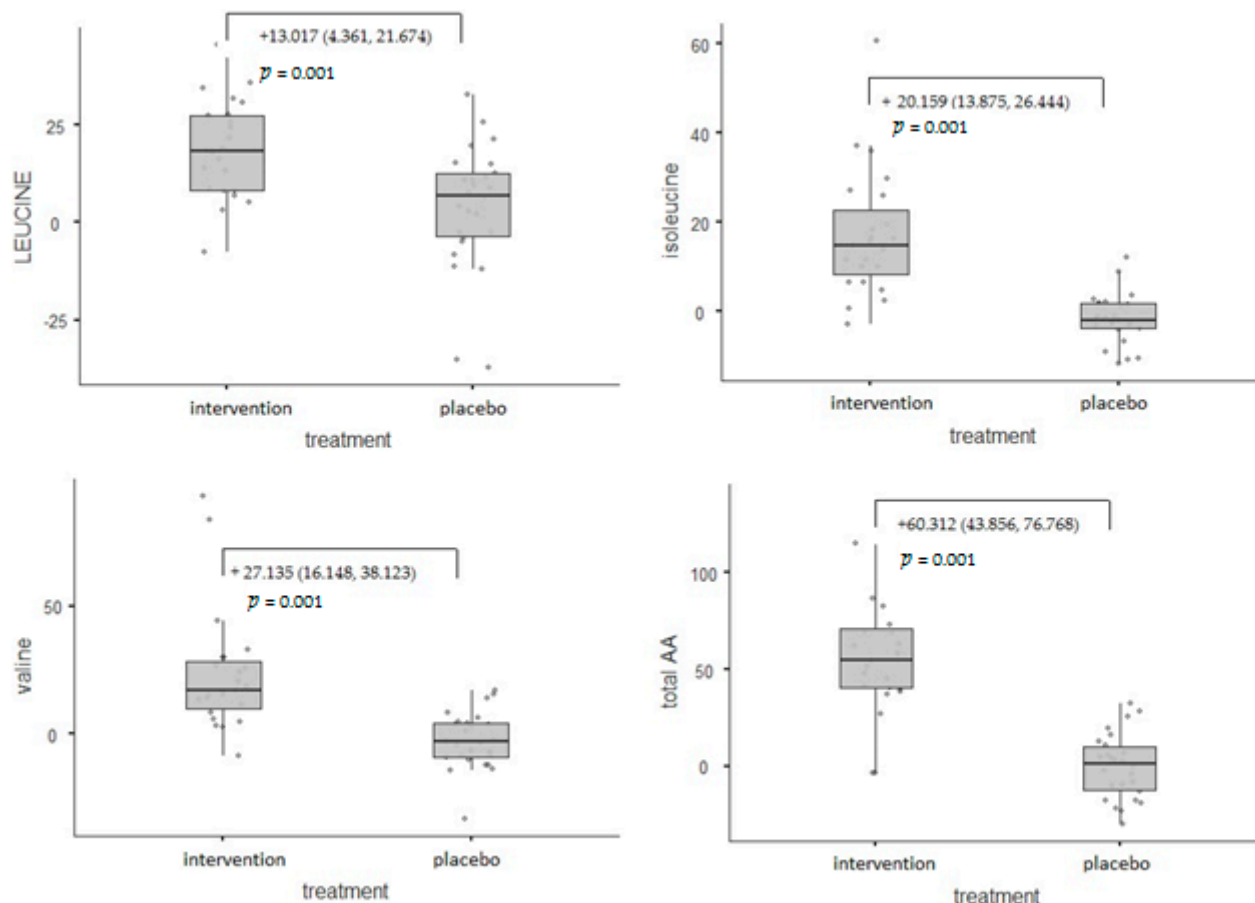 +13.017 (4.361, 21.674)
p = 0.001
LEUCINE
25
0
-25
intervention
placebo
treatment
60
+ 20.159 (13.875, 26.444)
p = 0.001
40
isoleucine
20
0
intervention
placebo
treatment
+ 27.135 (16.148, 38.123)
p = 0.001
50
valine
0
intervention
placebo
treatment
+60.312 (43.856, 76.768)
p = 0.001
100
total AA
50
0
intervention
placebo
treatment